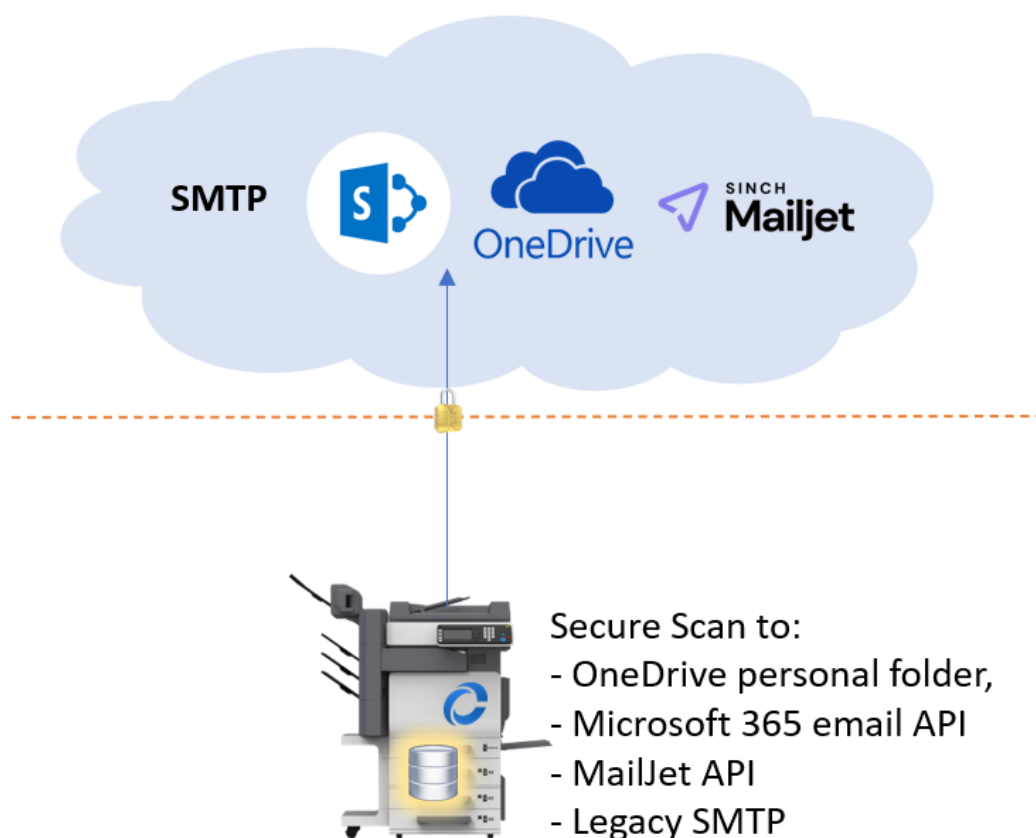 SMTP
S
OneDrive
SINCH
Mailjet
Secure Scan to:
- OneDrive personal folder,
- Microsoft 365 email API
- MailJet API
- Legacy SMTP